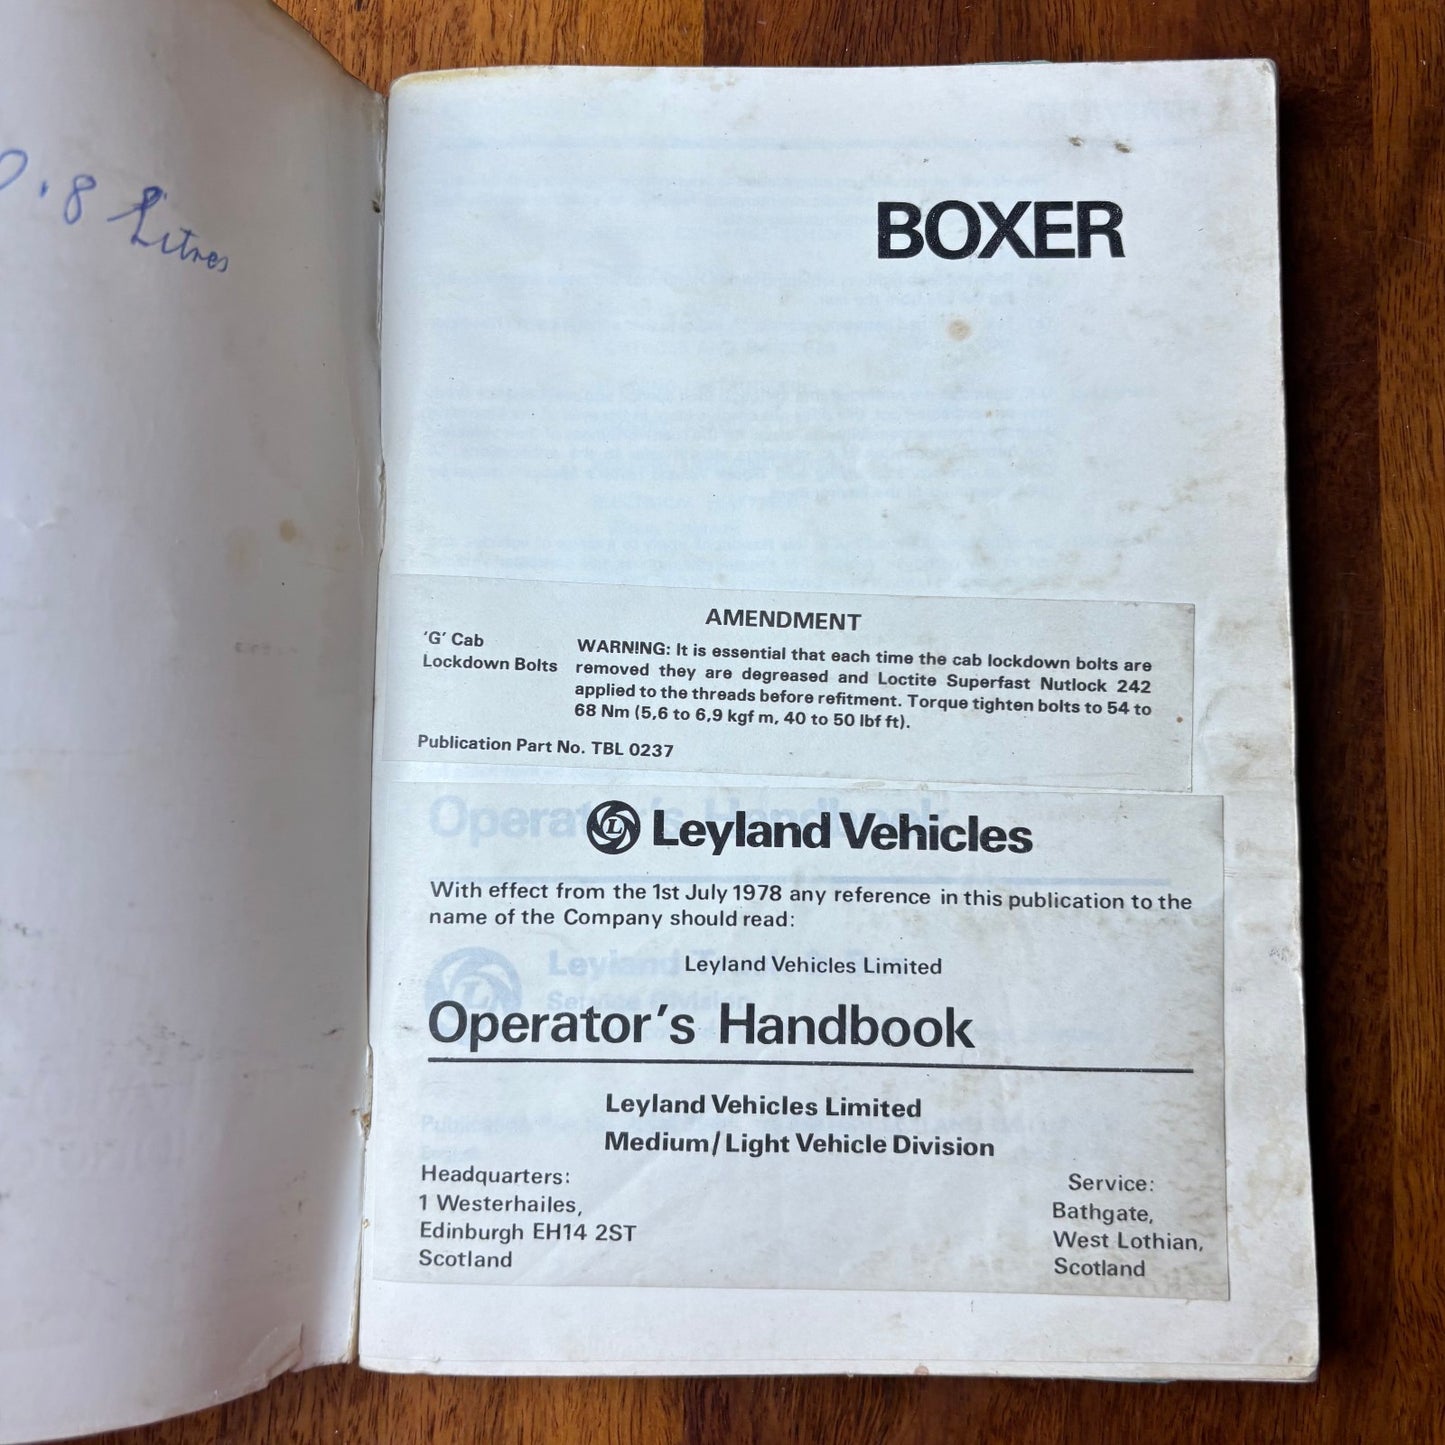 .8 Litres
BOXER
AMENDMENT
‘G’ Cab
Lockdown Bolts
WARNING: It is essential that each time the cab lockdown bolts are
removed they are degreased and Loctite Superfast Nutlock 242
applied to the threads before refitment. Torque tighten bolts to 54 to
68 Nm (5,6 to 6,9 kgf m, 40 to 50 lbf ft).
Publication Part No. TBL 0237
L Leyland Vehicles
With effect from the 1st July 1978 any reference in this publication to the
name of the Company should read:
Leyland Vehicles Limited
Operator’s Handbook
Leyland Vehicles Limited
Medium/Light Vehicle Division
Headquarters:
1 Westerhailes,
Edinburgh EH14 2ST
Scotland
Service:
Bathgate,
West Lothian,
Scotland